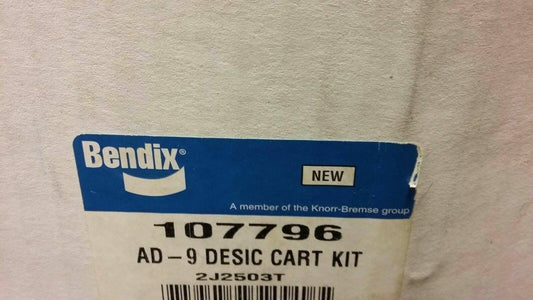 Bendix®
NEW
A member of the Knorr-Bremse group
107796
AD-9 DESIC CART KIT
2J2503T